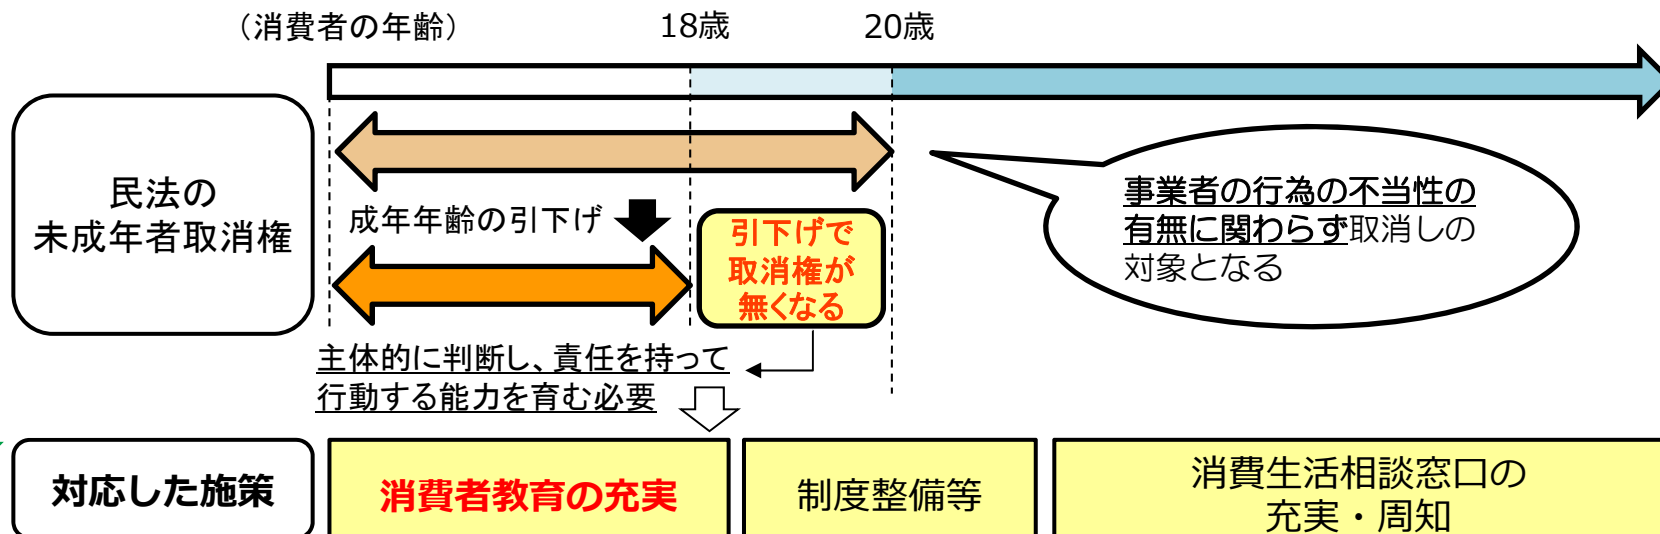 （消費者の年齢）
18歳
20歳
民法の
未成年者取消権
成年年齢の引下げ
引下げで
取消権が
無くなる
事業者の行為の不当性の
有無に関わらず取消しの
対象となる
主体的に判断し、責任を持って
行動する能力を育む必要
対応した施策
消費者教育の充実
制度整備等
消費生活相談窓口の
充実・周知